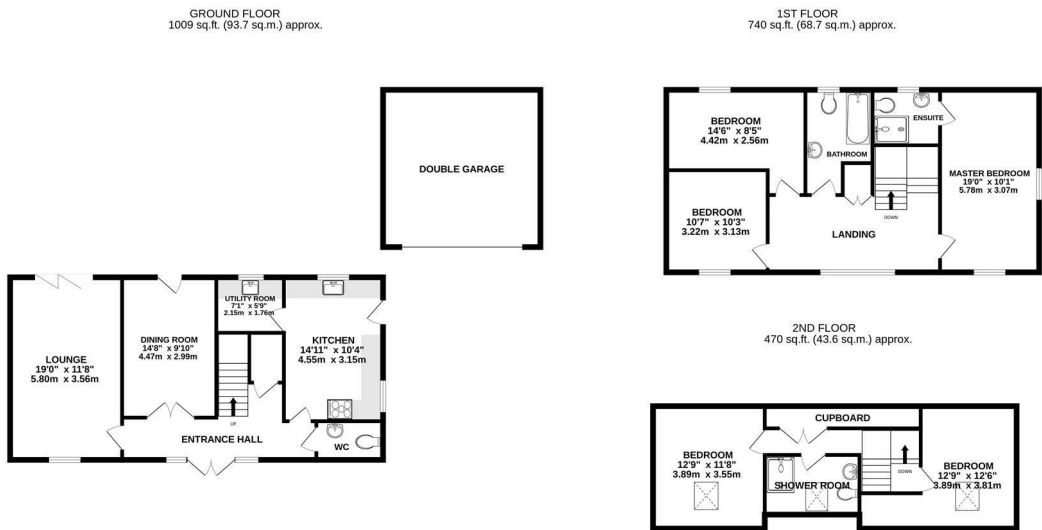 GROUND FLOOR
1009 sq.ft. (93.7 sq.m.) approx.
DOUBLE GARAGE
LOUNGE
19'0" x 11'8"
5.80m x 3.56m
DINING ROOM
14'8" x 9'10"
4.47m x 2.99m
UTILITY ROOM
7'1" x 5'9"
2.15m x 1.76m
KITCHEN
14'11" x 10'4"
4.55m x 3.15m
UP
ENTRANCE HALL
WC
1ST FLOOR
740 sq.ft. (68.7 sq.m.) approx.
BEDROOM
14'6" x 8'5"
4.42m x 2.56m
BATHROOM
ENSUITE
MASTER BEDROOM
19'0" x 10'1"
5.78m x 3.07m
BEDROOM
10'7" x 10'3"
3.22m x 3.13m
DOWN
LANDING
2ND FLOOR
470 sq.ft. (43.6 sq.m.) approx.
CUPBOARD
BEDROOM
12'9" x 11'8"
3.89m x 3.55m
SHOWER ROOM
DOWN
BEDROOM
12'9" x 12'6"
3.89m x 3.81m